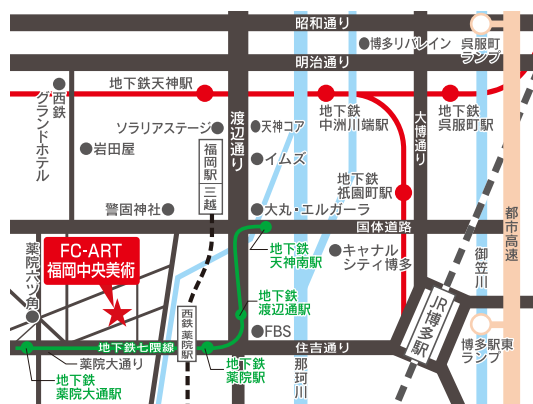 昭和通り
博多リバレイン
呉服町
ランプ
明治通り
地下鉄天神駅
西鉄
グランドホテル
渡辺通り
地下鉄
中洲川端駅
大博通り
地下鉄
呉服町駅
ソラリアステージ
天神コア
岩田屋
福岡駅
三越
イムズ
地下鉄
祇園町駅
警固神社
大丸・エルガーラ
国体道路
都市高速
薬院六ツ角
FC-ART
福岡中央美術
地下鉄
天神南駅
キャナル
シティ博多
御笠川
地下鉄
渡辺通駅
JR博多駅
西鉄薬院駅
FBS
博多駅東
ランプ
地下鉄七隈線
住吉通り
薬院大通り
地下鉄
薬院大通駅
地下鉄
薬院駅
那珂川